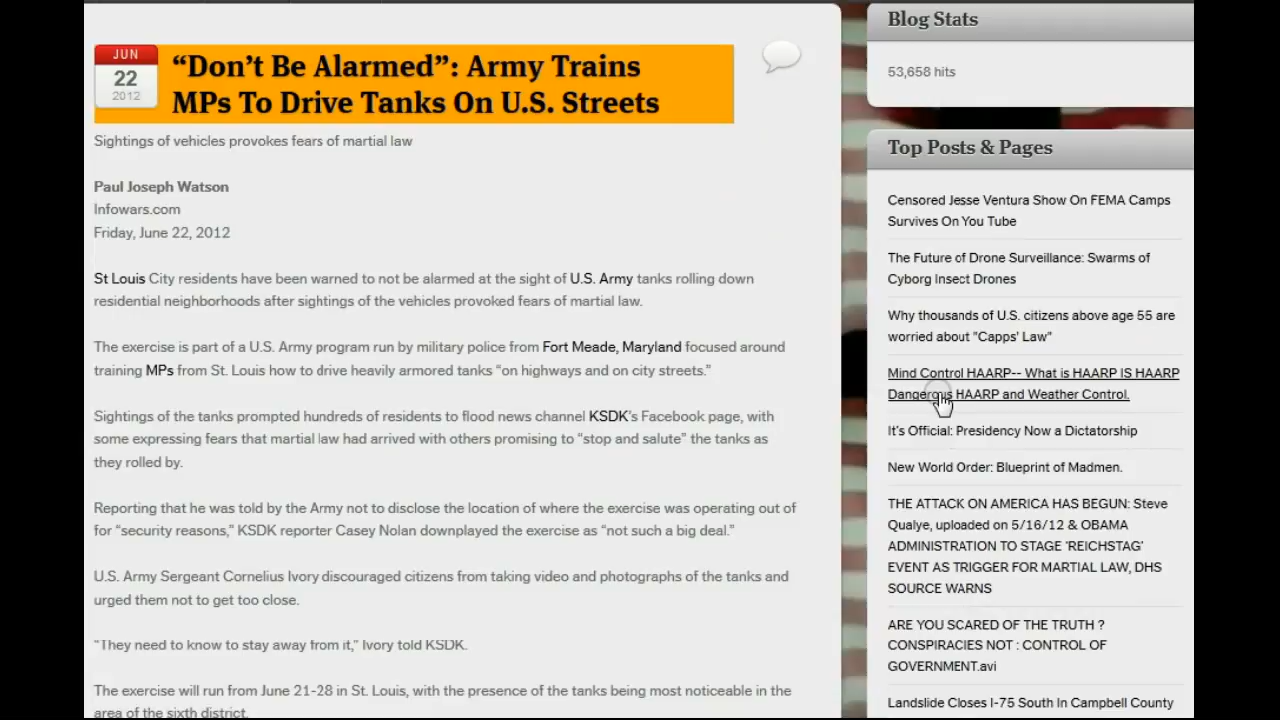 JUN
22
2012
“Don’t Be Alarmed”: Army Trains
MPs To Drive Tanks On U.S. Streets
Sightings of vehicles provokes fears of martial law
Paul Joseph Watson
Infowars.com
Friday, June 22, 2012
St Louis City residents have been warned to not be alarmed at the sight of U.S. Army tanks rolling down
residential neighborhoods after sightings of the vehicles provoked fears of martial law.
The exercise is part of a U.S. Army program run by military police from Fort Meade, Maryland focused around
training MPs from St. Louis how to drive heavily armored tanks “on highways and on city streets.”
Sightings of the tanks prompted hundreds of residents to flood news channel KSDK’s Facebook page, with
some expressing fears that martial law had arrived with others promising to “stop and salute” the tanks as
they rolled by.
Reporting that he was told by the Army not to disclose the location of where the exercise was operating out of
for “security reasons,” KSDK reporter Casey Nolan downplayed the exercise as “not such a big deal.”
U.S. Army Sergeant Cornelius Ivory discouraged citizens from taking video and photographs of the tanks and
urged them not to get too close.
“They need to know to stay away from it,” Ivory told KSDK.
The exercise will run from June 21-28 in St. Louis, with the presence of the tanks being most noticeable in the
area of the sixth district.
Blog Stats
53,658 hits
Top Posts & Pages
Censored Jesse Ventura Show On FEMA Camps
Survives On You Tube
The Future of Drone Surveillance: Swarms of
Cyborg Insect Drones
Why thousands of U.S. citizens above age 55 are
worried about "Capps' Law"
Mind Control HAARP-- What is HAARP IS HAARP
Dangerous HAARP and Weather Control.
It's Official: Presidency Now a Dictatorship
New World Order: Blueprint of Madmen.
THE ATTACK ON AMERICA HAS BEGUN: Steve
Qualye, uploaded on 5/16/12 & OBAMA
ADMINISTRATION TO STAGE ‘REICHSTAG’
EVENT AS TRIGGER FOR MARTIAL LAW, DHS
SOURCE WARNS
ARE YOU SCARED OF THE TRUTH ?
CONSPIRACIES NOT : CONTROL OF
GOVERNMENT.avi
Landslide Closes I-75 South In Campbell County